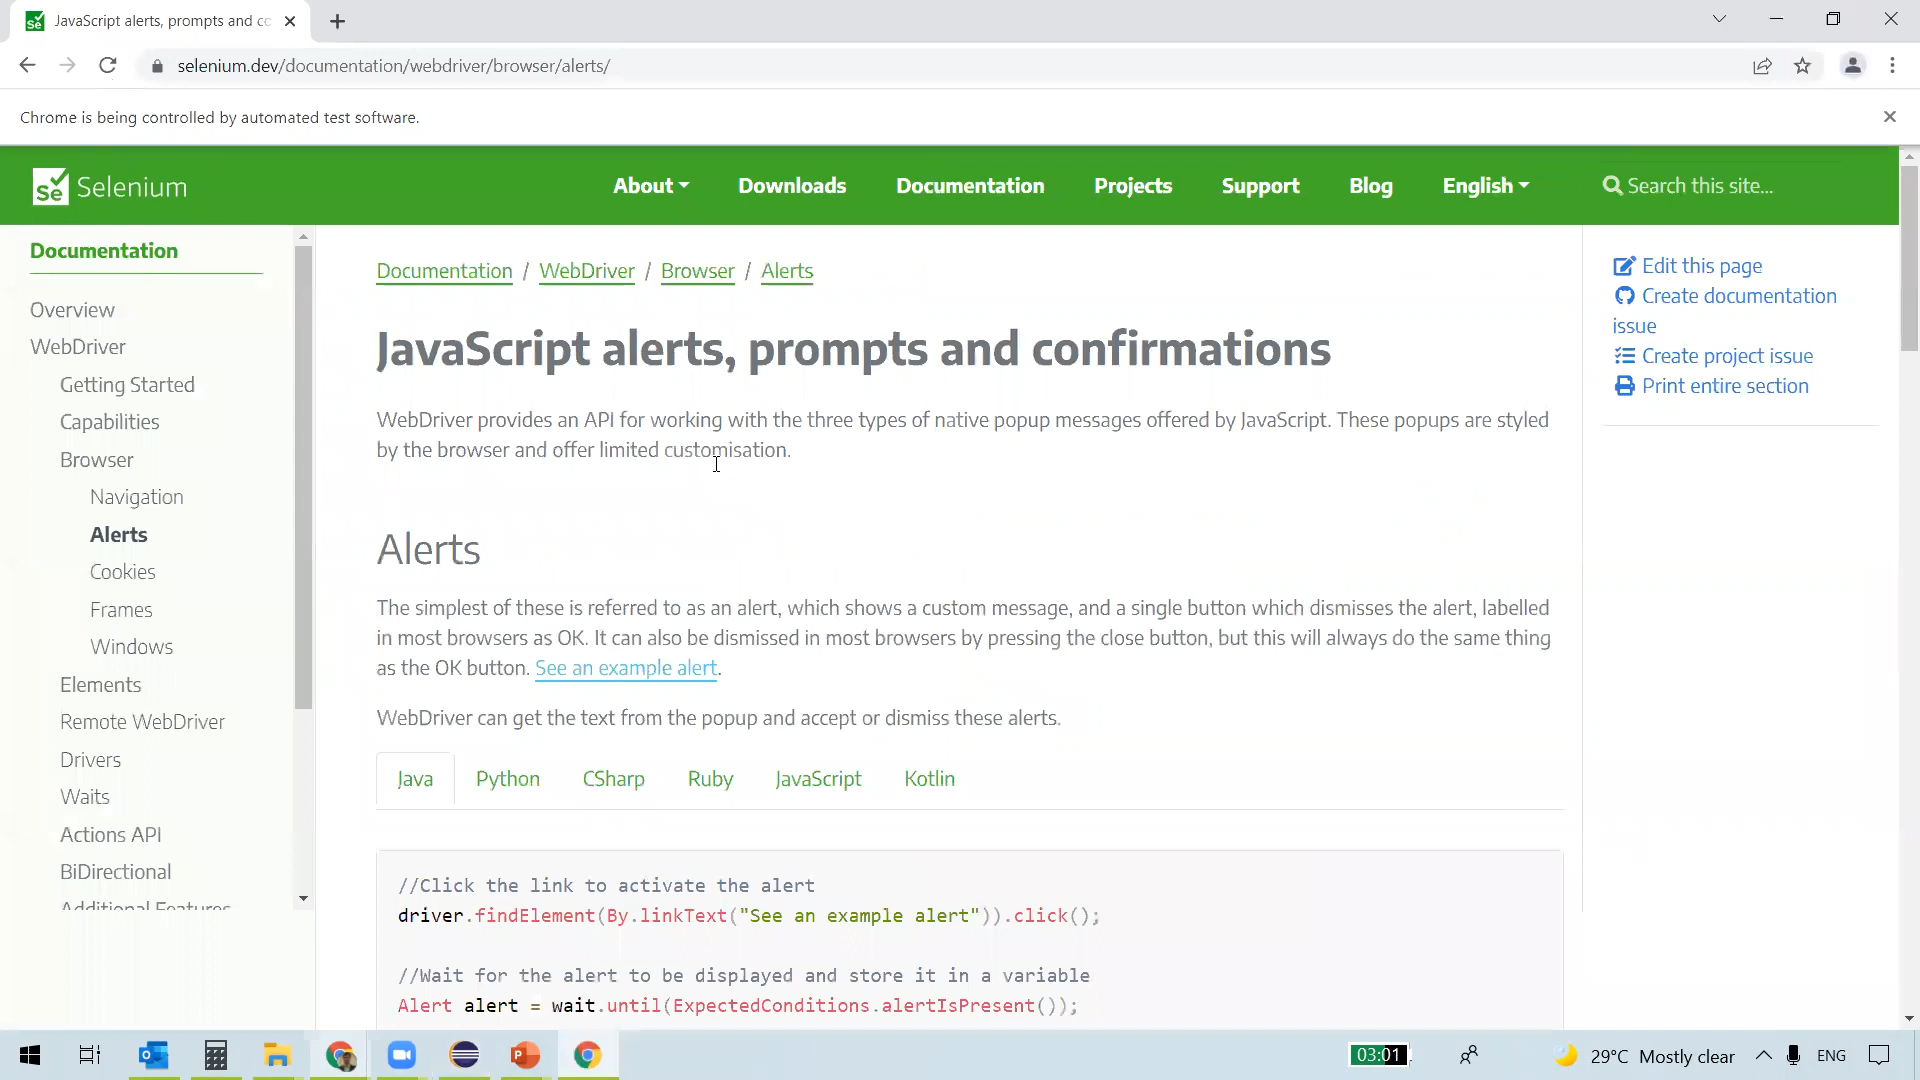 JavaScript alerts, prompts and co
selenium.dev/documentation/webdriver/browser/alerts/
Chrome is being controlled by automated test software.
Se Selenium
About
Downloads
Documentation
Projects
Support
Blog
English
Search this site...
Documentation
Overview
WebDriver
Getting Started
Capabilities
Browser
Navigation
Alerts
Cookies
Frames
Windows
Elements
Remote WebDriver
Drivers
Waits
Actions API
BiDirectional
Additional Features
Documentation / WebDriver / Browser / Alerts
JavaScript alerts, prompts and confirmations
WebDriver provides an API for working with the three types of native popup messages offered by JavaScript. These popups are styled
by the browser and offer limited customisation.
Alerts
The simplest of these is referred to as an alert, which shows a custom message, and a single button which dismisses the alert, labelled
in most browsers as OK. It can also be dismissed in most browsers by pressing the close button, but this will always do the same thing
as the OK button. See an example alert.
WebDriver can get the text from the popup and accept or dismiss these alerts.
Java Python CSharp Ruby JavaScript Kotlin
//Click the link to activate the alert
driver.findElement(By.linkText("See an example alert")).click();
//Wait for the alert to be displayed and store it in a variable
Alert alert = wait.until(ExpectedConditions.alertIsPresent());
Edit this page
Create documentation
issue
Create project issue
Print entire section
03:01
29°C Mostly clear
ENG